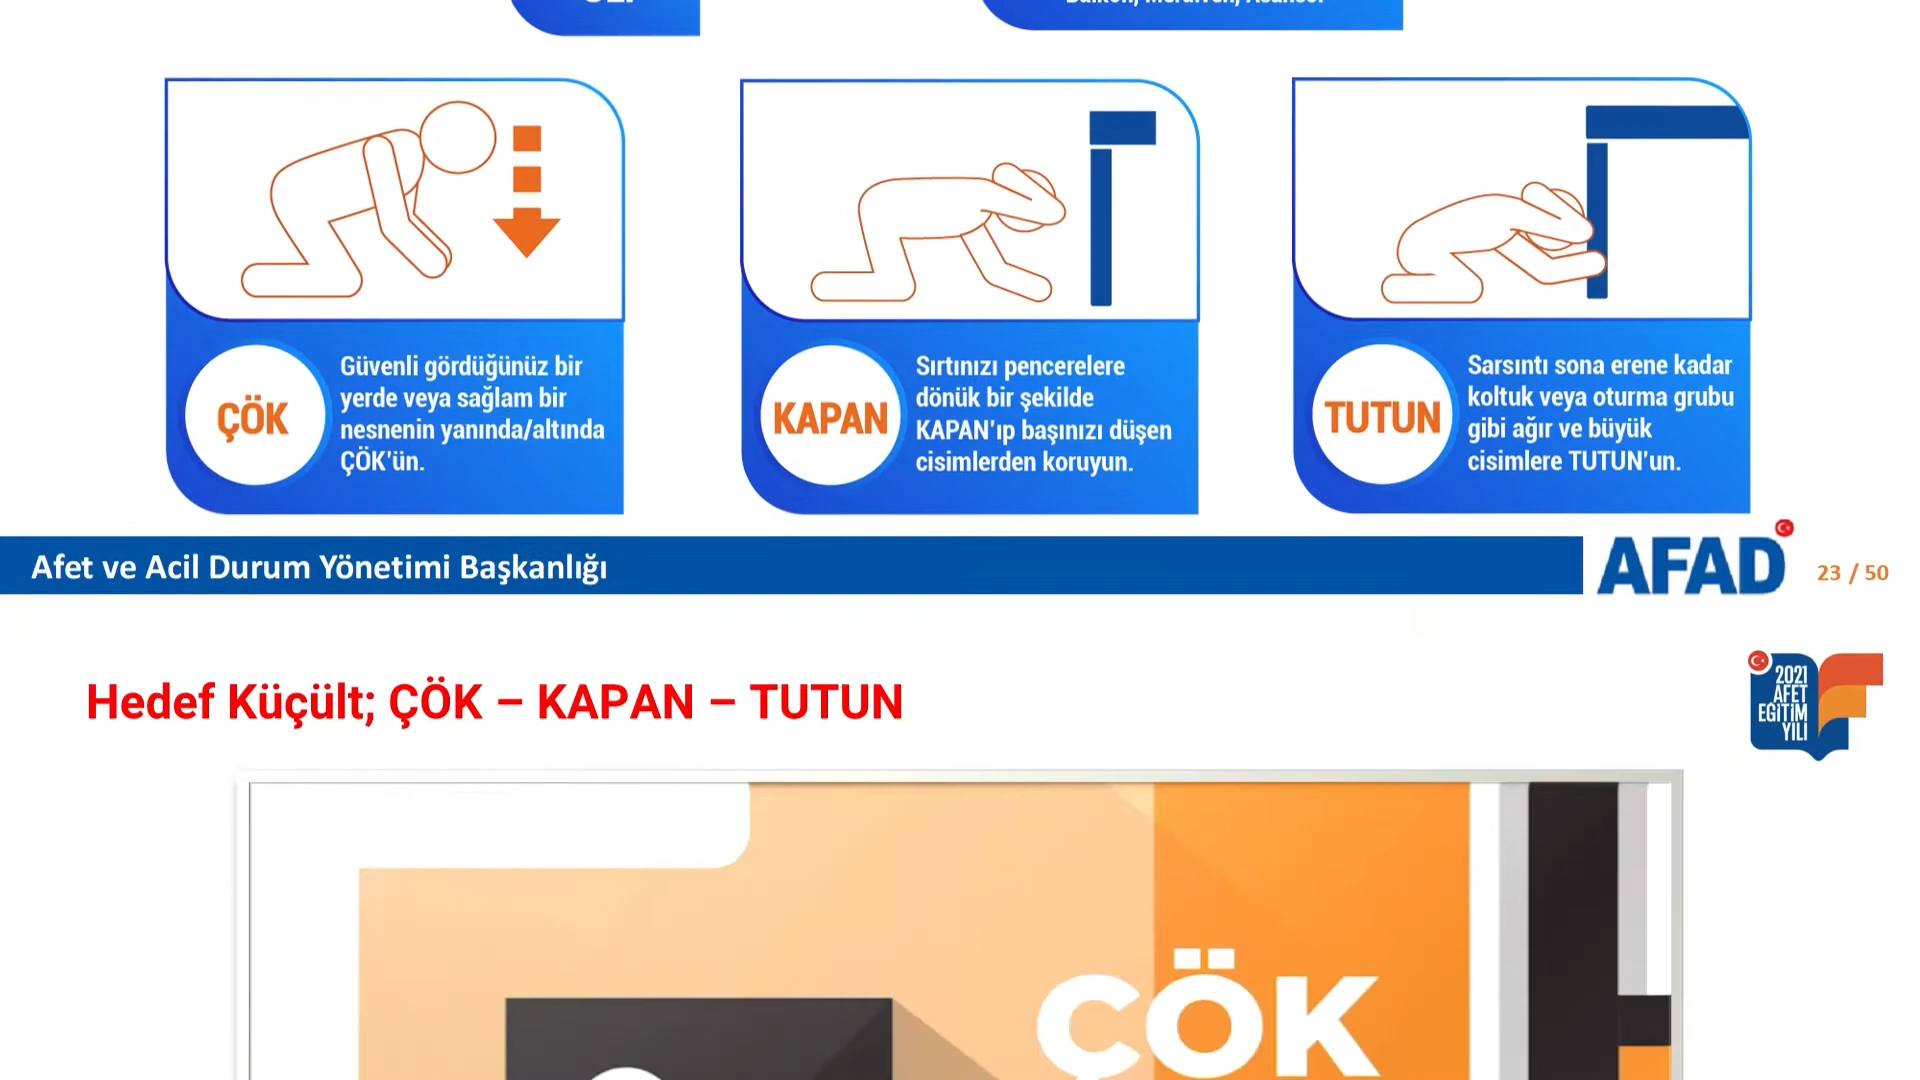 Balkon, Merdiven, Asansör
ÇÖK
Güvenli gördüğünüz bir
yerde veya sağlam bir
nesnenin yanında/altında
ÇÖK'ün.
KAPAN
Sırtınızı pencerelere
dönük bir şekilde
KAPAN'ıp başınızı düşen
cisimlerden koruyun.
TUTUN
Sarsıntı sona erene kadar
koltuk veya oturma grubu
gibi ağır ve büyük
cisimlere TUTUN'un.
Afet ve Acil Durum Yönetimi Başkanlığı
AFAD
23 / 50
Hedef Küçült; ÇÖK – KAPAN – TUTUN
2021
AFET
EĞİTİM
YILI
ÇÖK